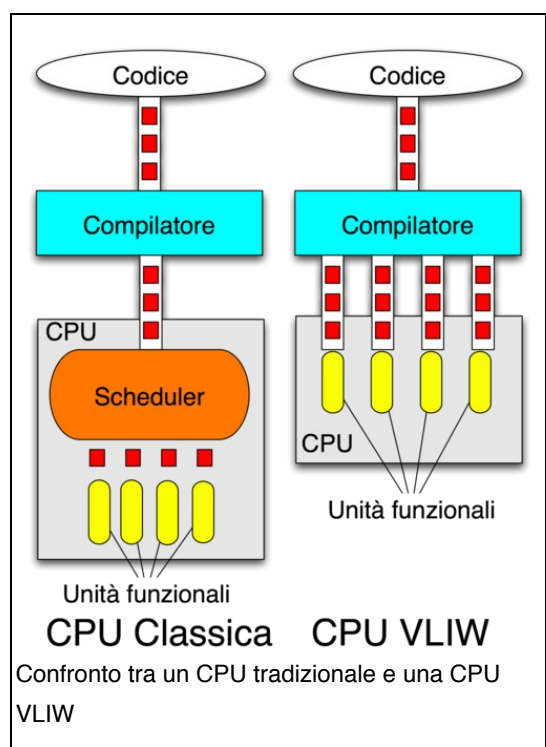 Codice
Codice
Compilatore
Compilatore
CPU
Scheduler
CPU
Unità funzionali
Unità funzionali
CPU Classica
CPU VLIW
Confronto tra un CPU tradizionale e una CPU
VLIW